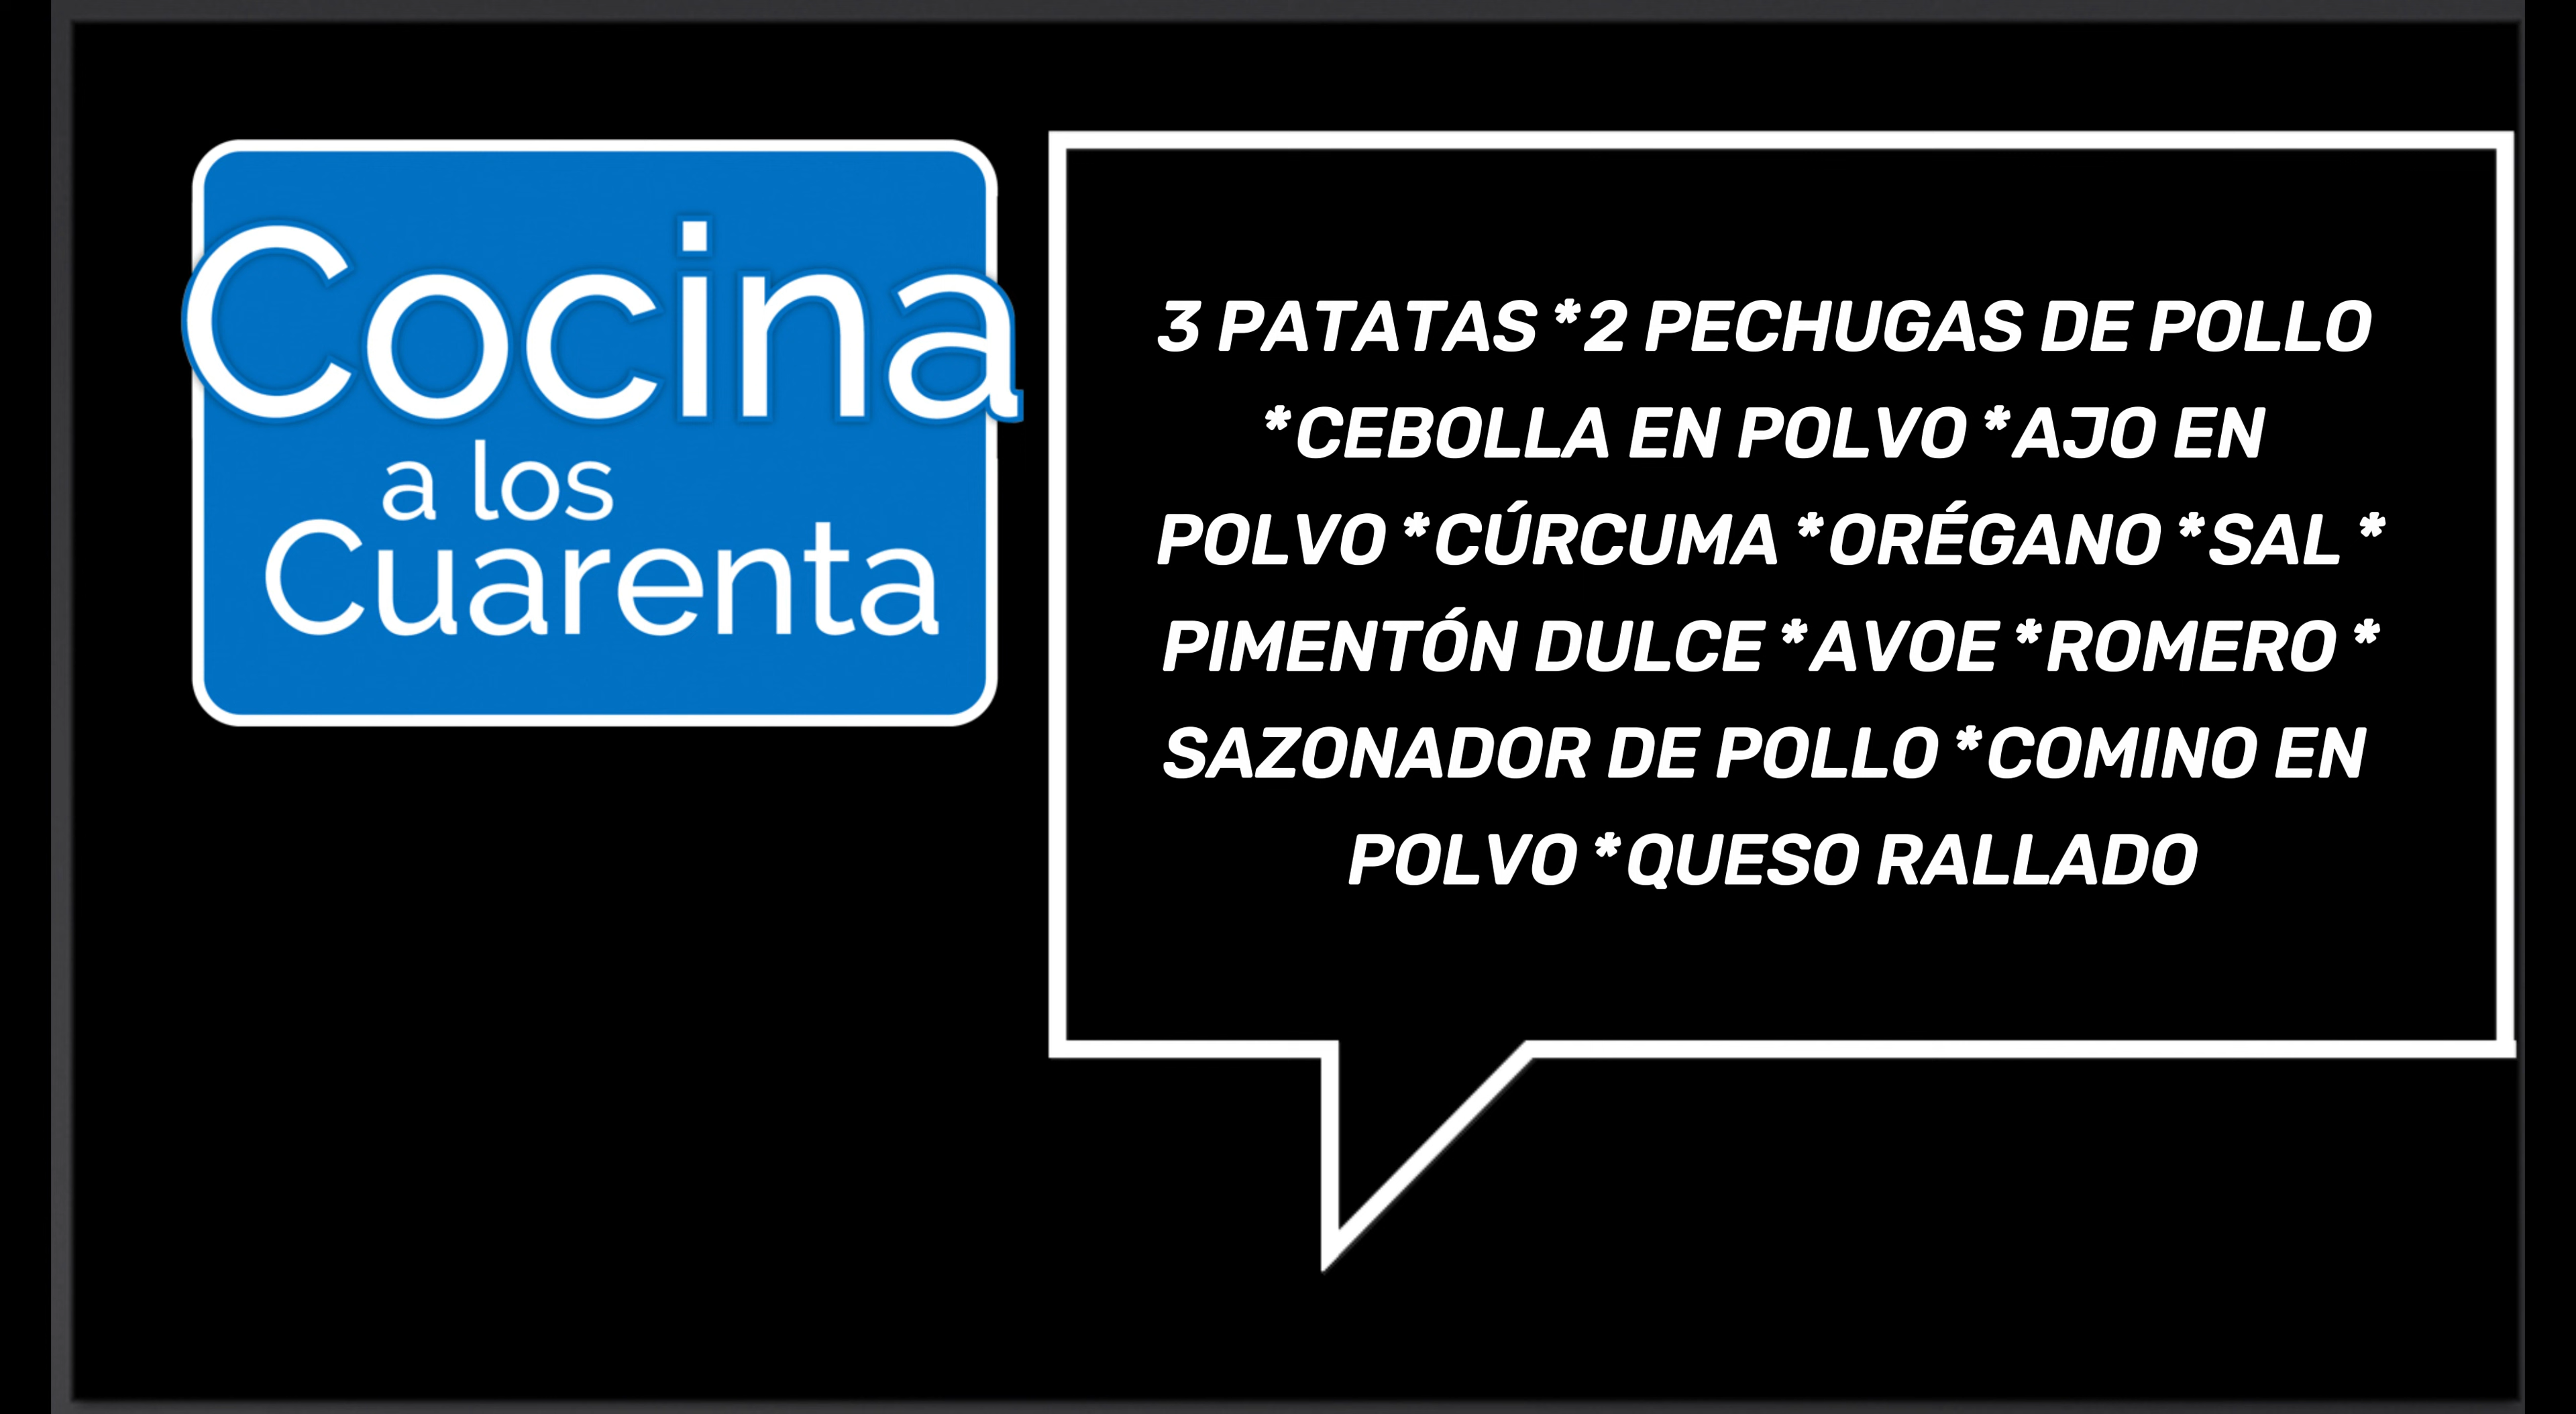 Cocina
a los
Cuarenta
3 PATATAS *2 PECHUGAS DE POLLO
*CEBOLLA EN POLVO *AJO EN
POLVO *CÚRCUMA *ORÉGANO *SAL *
PIMENTÓN DULCE *AVOE *ROMERO *
SAZONADOR DE POLLO *COMINO EN
POLVO *QUESO RALLADO